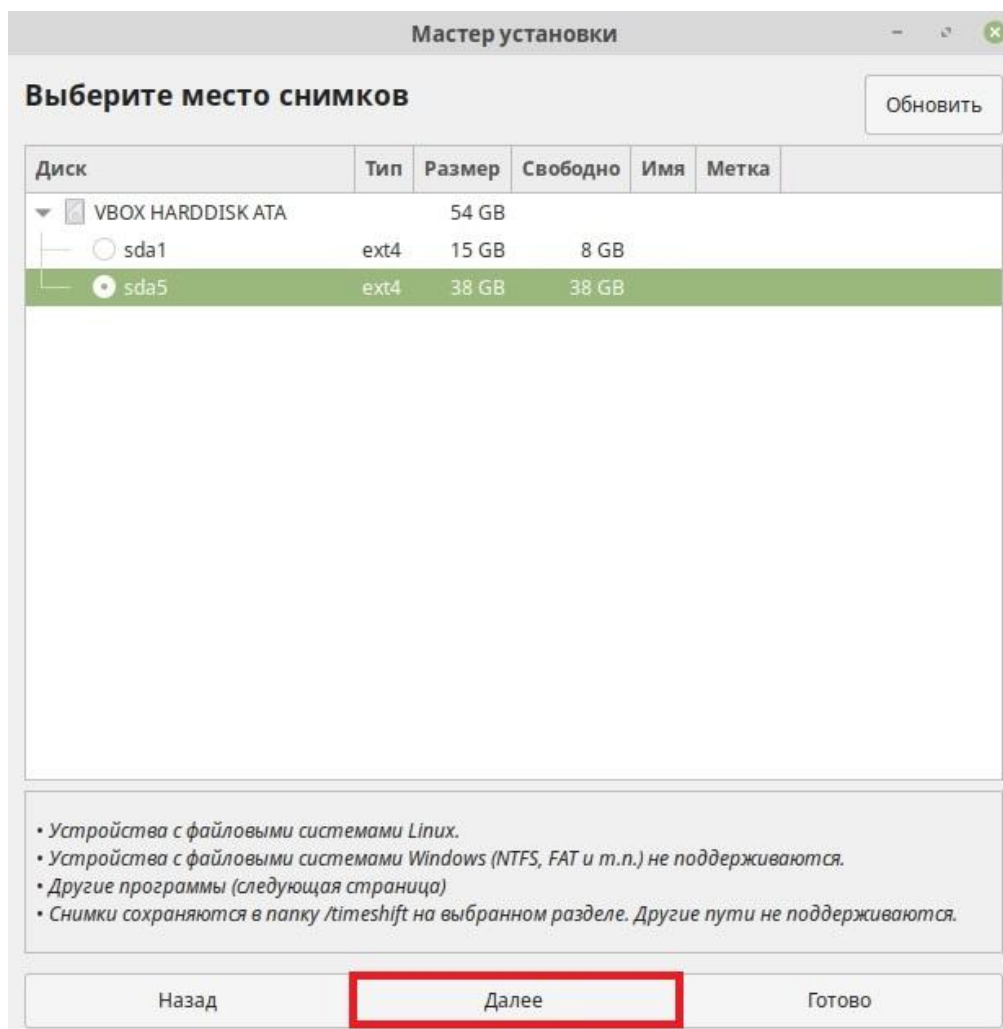 Мастер установки
Выберите место снимков
Обновить
Диск Тип Размер Свободно Имя Метка
VBOX HARDDISK ATA 54 GB
sda1 ext4 15 GB 8 GB
sda5 ext4 38 GB 38 GB
• Устройства с файловыми системами Linux.
• Устройства с файловыми системами Windows (NTFS, FAT и т.п.) не поддерживаются.
• Другие программы (следующая страница)
• Снимки сохраняются в папку /timeshift на выбранном разделе. Другие пути не поддерживаются.
Назад Далее Готово